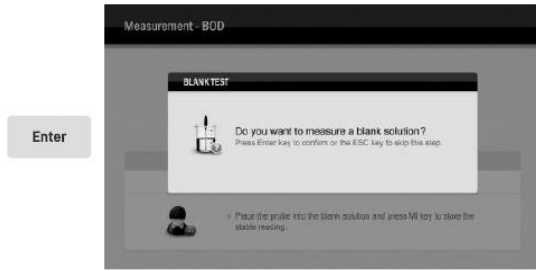 Measurement - BOD
BLANK TEST
Do you want to measure a blank solution?
Press Enter key to confirm or the ESC key to skip this step
Enter
Place the probe into the blank solution and press MI key to store the
stable reading.